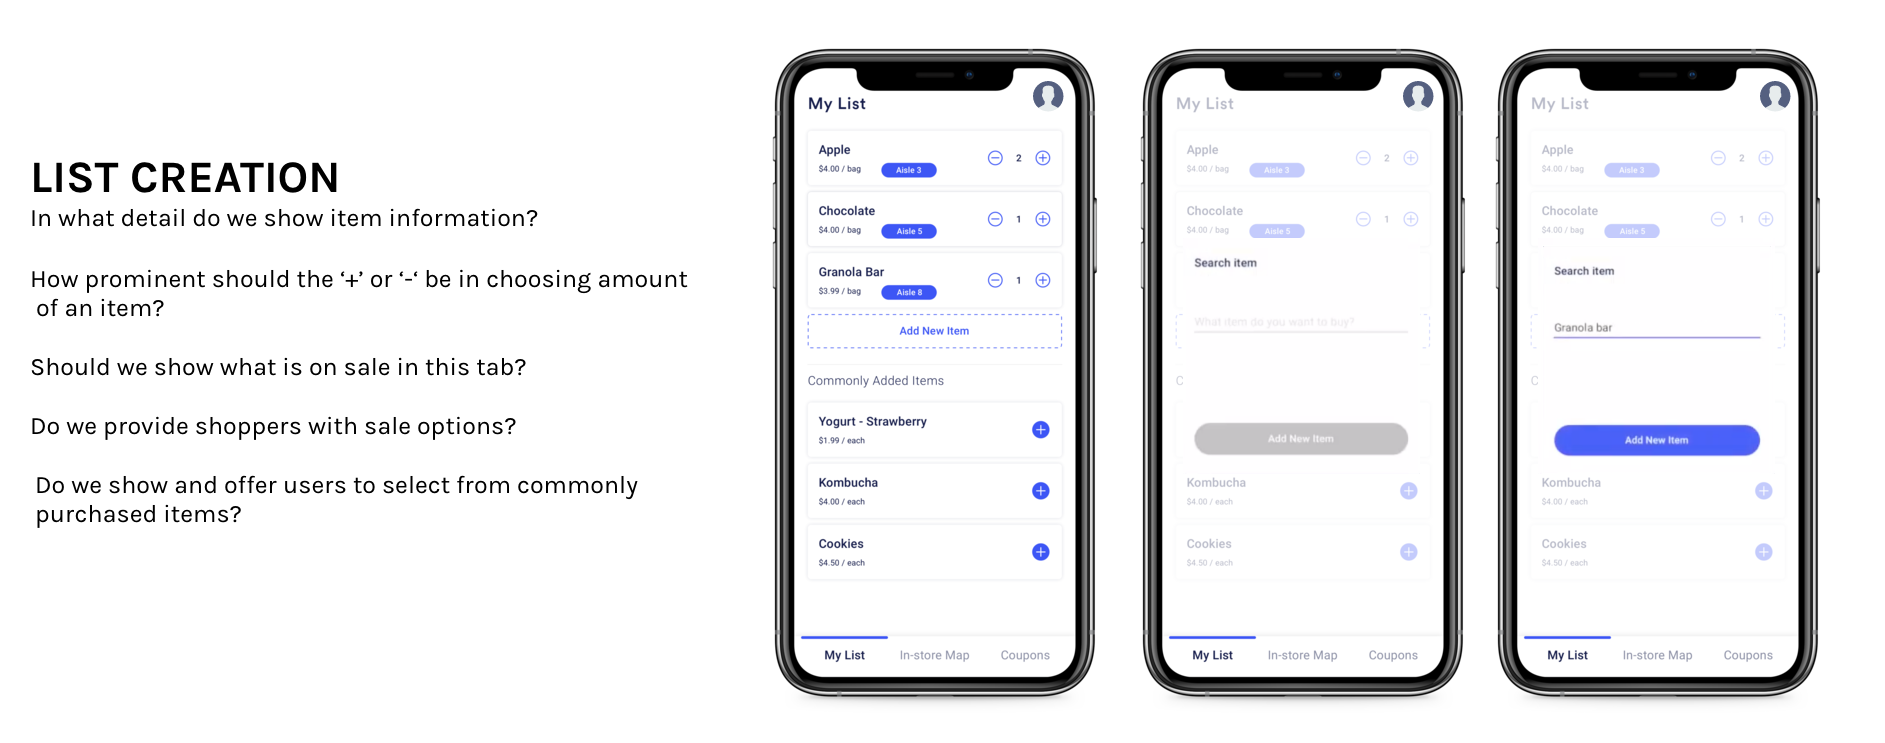 LIST CREATION
In what detail do we show item information?
How prominent should the ‘+’ or ‘-‘ be in choosing amount
of an item?
Should we show what is on sale in this tab?
Do we provide shoppers with sale options?
Do we show and offer users to select from commonly
purchased items?
My List
Apple
$4.00 / bag Aisle 3
2
Chocolate
$4.00 / bag Aisle 5
1
Granola Bar
$3.99 / bag Aisle 8
1
Add New Item
Commonly Added Items
Yogurt - Strawberry
$1.99 / each
Kombucha
$4.00 / each
Cookies
$4.50 / each
My List In-store Map Coupons
My List
Apple
$4.00 / bag Aisle 3
2
Chocolate
$4.00 / bag Aisle 5
1
Search item
What item do you want to buy?
C
Add New Item
Kombucha
$4.00 / each
Cookies
$4.50 / each
My List In-store Map Coupons
My List
Apple
$4.00 / bag Aisle 3
2
Chocolate
$4.00 / bag Aisle 5
1
Search item
Granola bar
C
Add New Item
Kombucha
$4.00 / each
Cookies
$4.50 / each
My List In-store Map Coupons